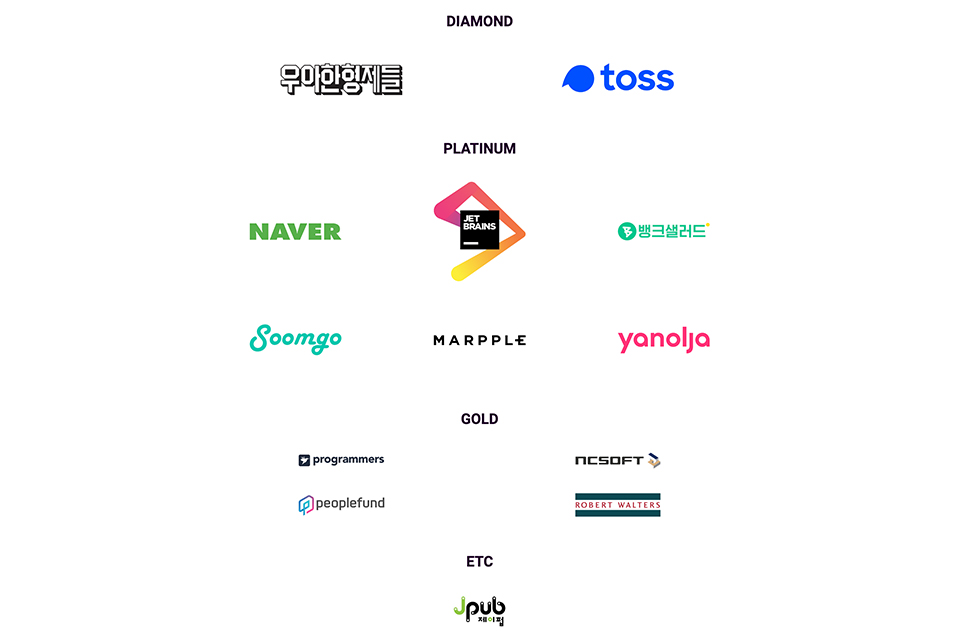 DIAMOND
우아한형제들
toss
PLATINUM
NAVER
JET
BRAINS
뱅크샐러드
Soomgo
MARPPLE
yanolja
GOLD
programmers
NCSOFT
peoplefund
ROBERT WALTERS
ETC
Jpub
제이펍